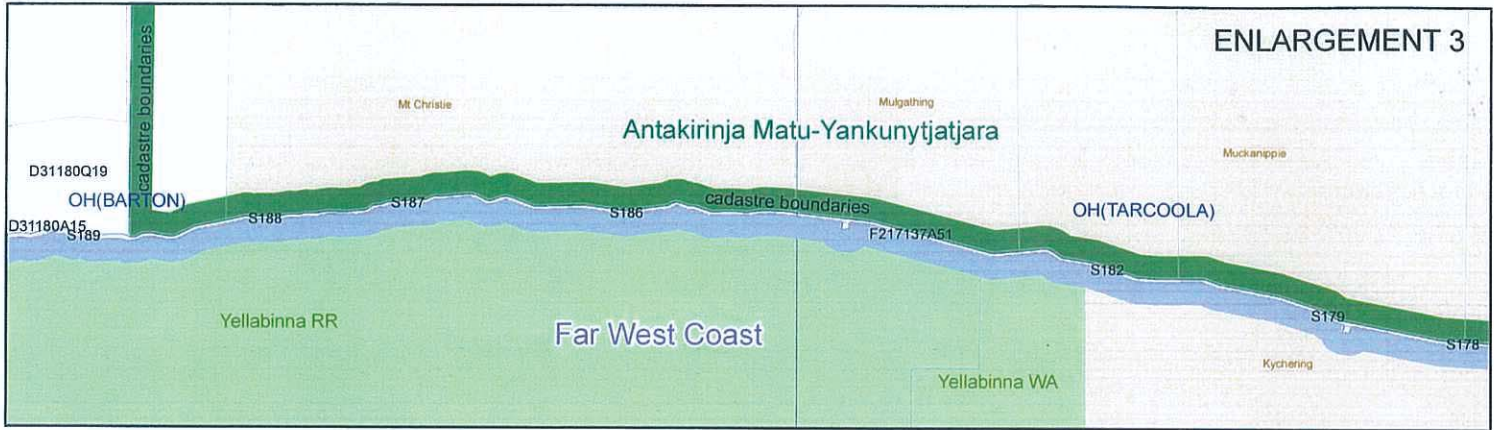 ENLARGEMENT 3
cadastre boundaries
Mt Christie
Mulgathing
Antakirinja Matu-Yankunytjatjara
Muckanippie
D31180Q19
OH(BARTON)
S187
cadastre boundaries
OH(TARCOOLA)
S188
S186
D31180A15
S189
F217137A51
S182
Yellabinna RR
Far West Coast
S179
S178
Kychering
Yellabinna WA